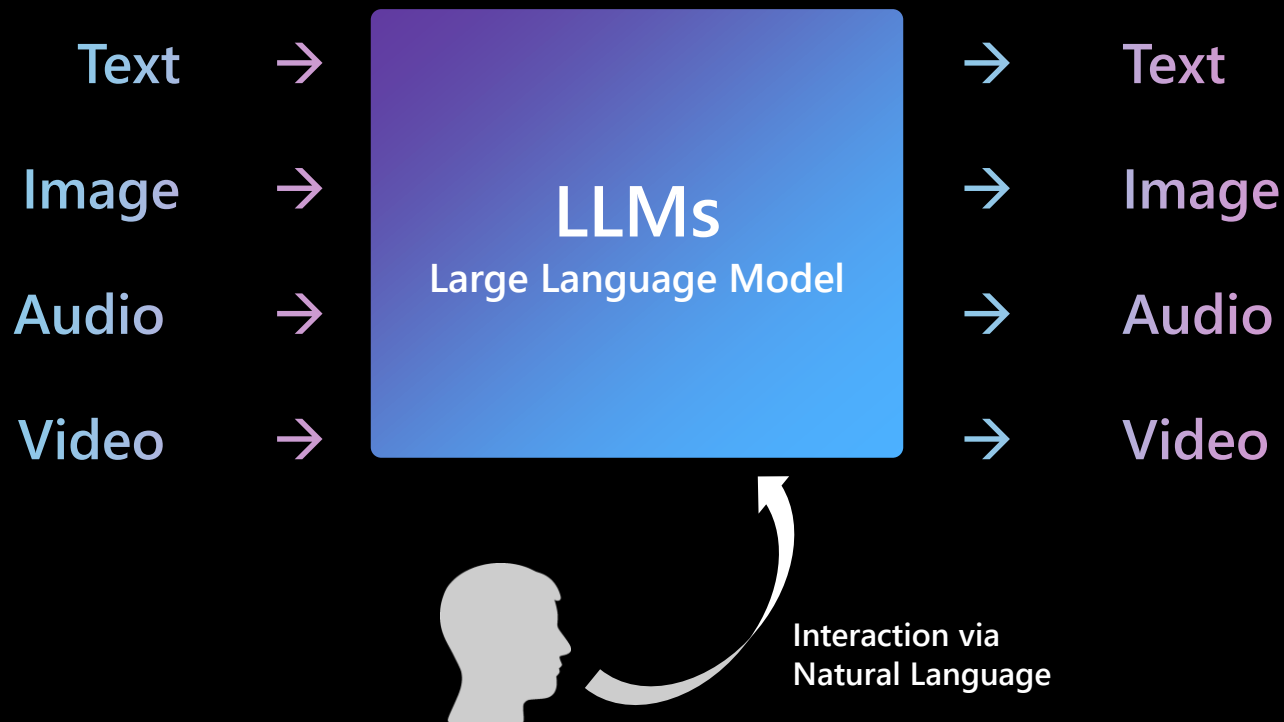 Text → → Text
Image → → Image
LLMs
Large Language Model
Audio → → Audio
Video → → Video
Interaction via
Natural Language